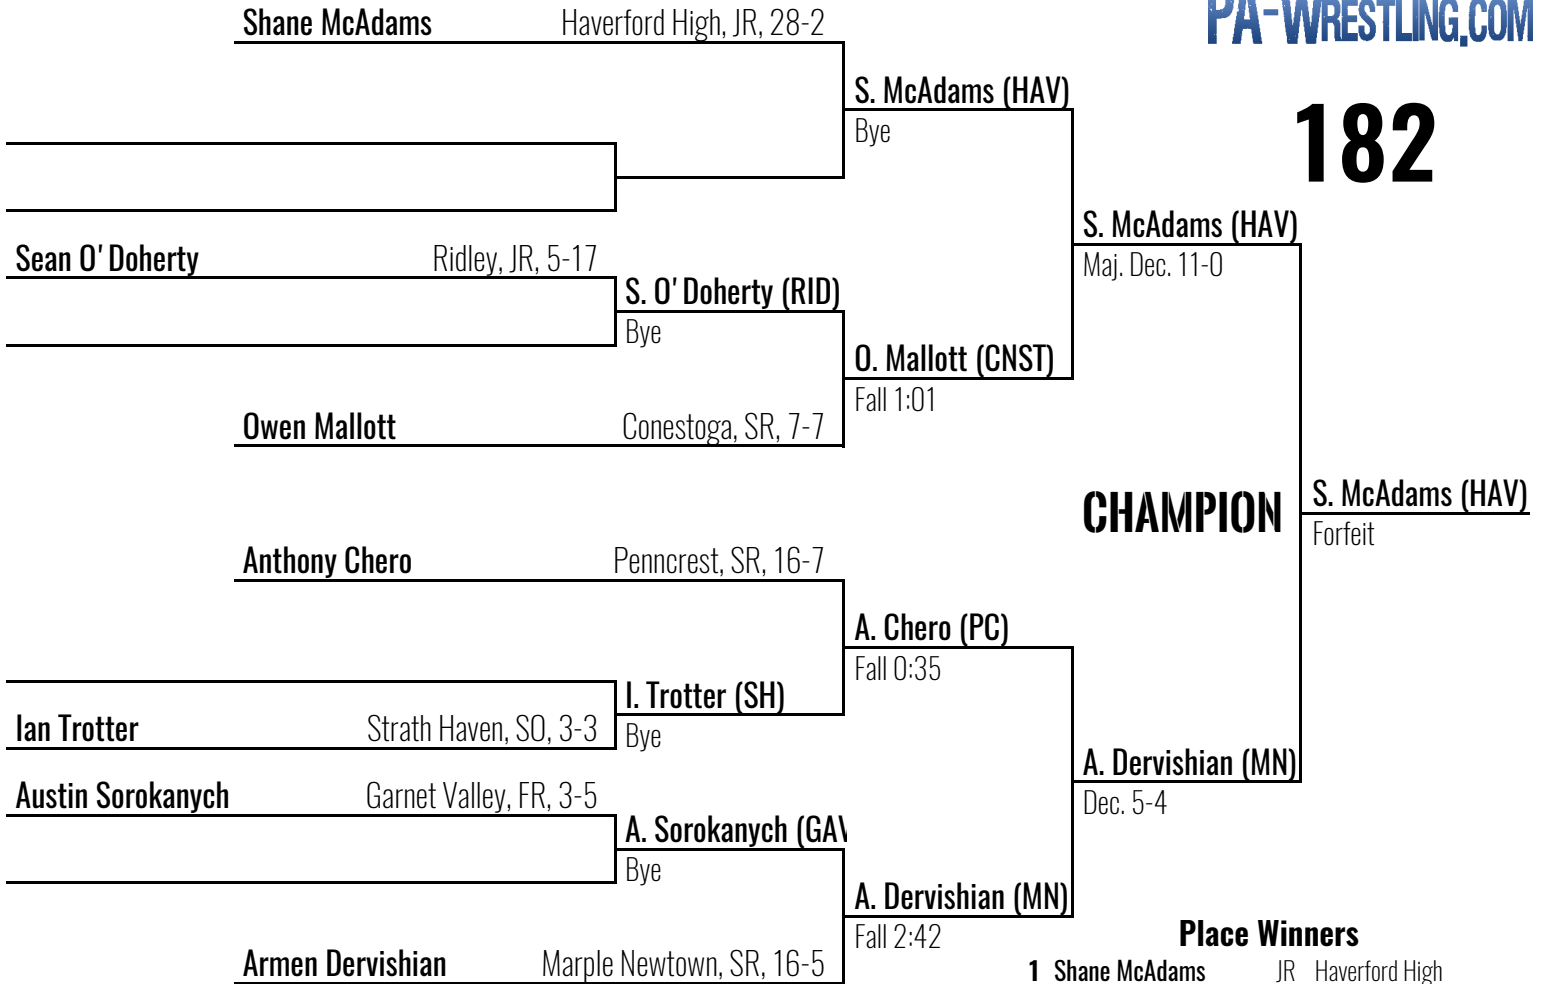 PA-WRESTLING.COM
182
Shane McAdams Haverford High, JR, 28-2
S. McAdams (HAV)
Bye
Sean O'Doherty Ridley, JR, 5-17
S. O'Doherty (RID)
Bye
S. McAdams (HAV)
Maj. Dec. 11-0
O. Mallott (CNST)
Fall 1:01
Owen Mallott Conestoga, SR, 7-7
CHAMPION
S. McAdams (HAV)
Forfeit
Anthony Chero Penncrest, SR, 16-7
A. Chero (PC)
Fall 0:35
I. Trotter (SH)
Bye
Ian Trotter Strath Haven, SO, 3-3
Austin Sorokanych Garnet Valley, FR, 3-5
A. Sorokanych (GAV
Bye
A. Dervishian (MN)
Dec. 5-4
A. Dervishian (MN)
Fall 2:42
Armen Dervishian Marple Newtown, SR, 16-5
Place Winners
1 Shane McAdams JR Haverford High